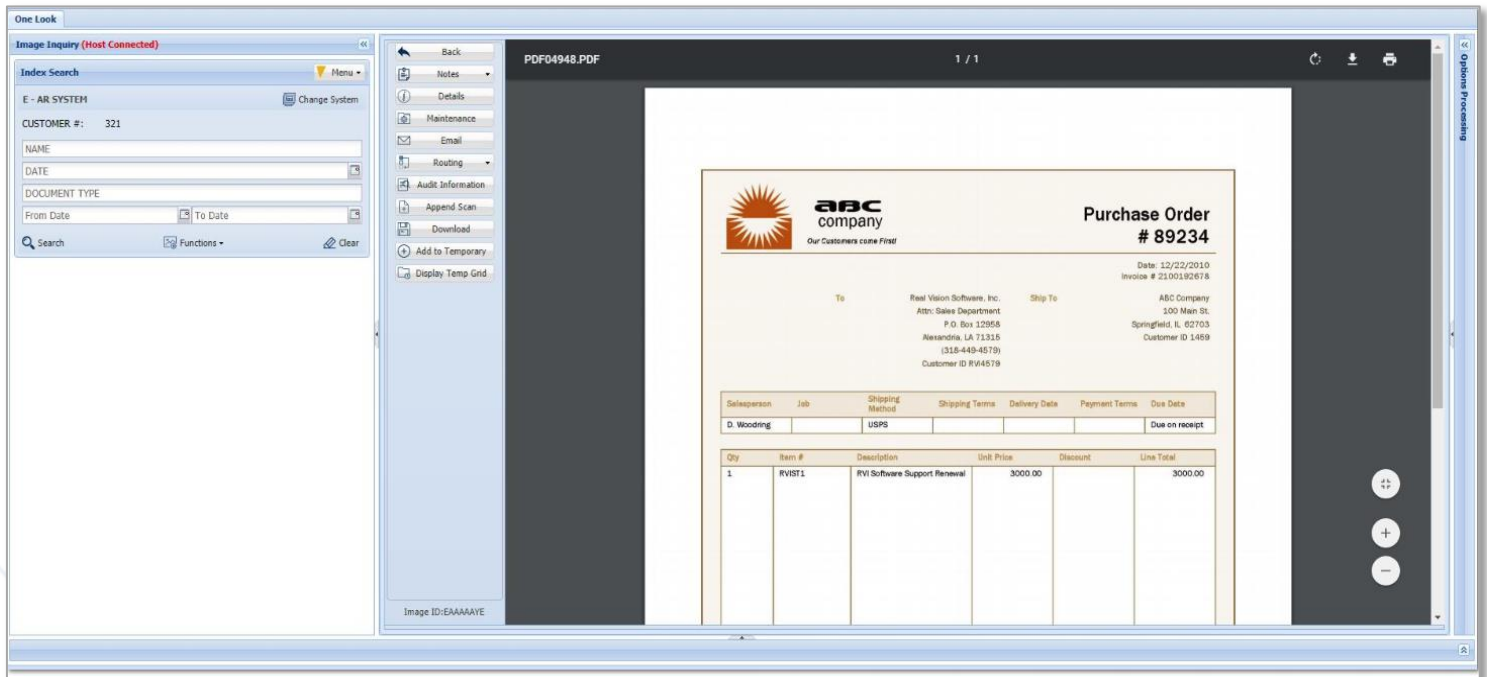 One Look
Image Inquiry (Host Connected)
Index Search
Menu
E - AR SYSTEM
Change System
CUSTOMER #: 321
NAME
DATE
DOCUMENT TYPE
From Date
To Date
Search
Functions
Clear
Back
Notes
Details
Maintenance
Email
Routing
Audit Information
Append Scan
Download
Add to Temporary
Display Temp Grid
Image ID:EAAAAAYE
PDF04948.PDF
1 / 1
aBC
company
Our Customers come First!
Purchase Order
# 89234
Date: 12/22/2010
Invoice # 2100192678
To
Real Vision Software, Inc.
Attn: Sales Department
P.O. Box 12958
Alexandria, LA 71315
(318-449-4579)
Customer ID RVI4579
Ship To
ABC Company
100 Main St.
Springfield, IL 62703
Customer ID 1459
Salesperson Job Shipping Method Shipping Terms Delivery Date Payment Terms Due Date
D. Woodring USPS Due on receipt
Qty Item # Description Unit Price Discount Line Total
1 RVIST1 RVI Software Support Renewal 3000.00 3000.00
Options Processing